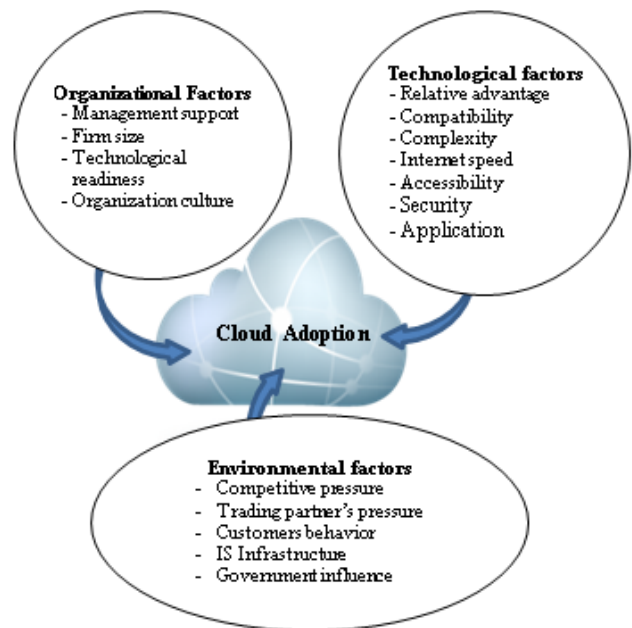 Organizational Factors
- Management support
- Firm size
- Technological
readiness
- Organization culture
Technological factors
- Relative advantage
- Compatibility
- Complexity
- Internet speed
- Accessibility
- Security
- Application
Cloud Adoption
Environmental factors
- Competitive pressure
- Trading partner's pressure
- Customers behavior
- IS Infrastructure
- Government influence